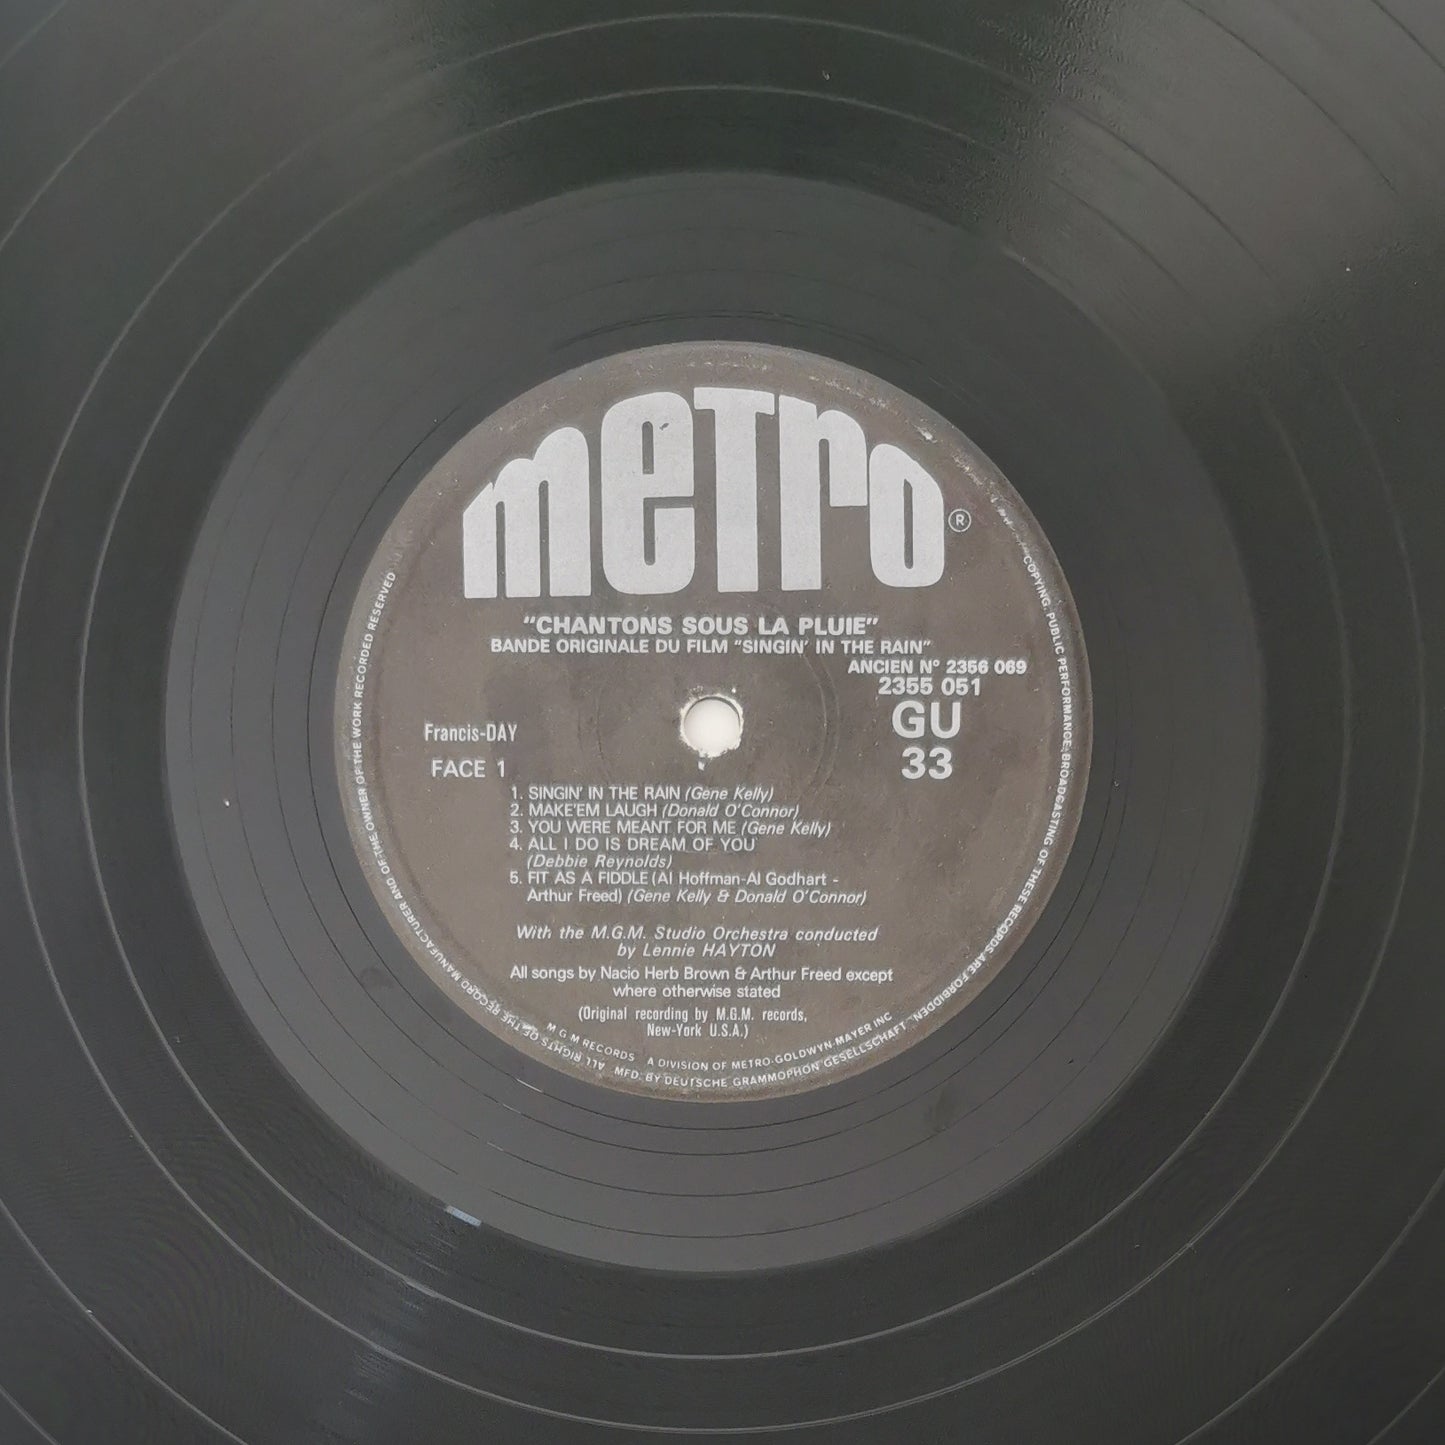 metro
®
"CHANTONS SOUS LA PLUIE"
BANDE ORIGINALE DU FILM "SINGIN' IN THE RAIN"
ANCIEN N° 2356 069
2355 051
GU
33
Francis-DAY
FACE 1
1. SINGIN' IN THE RAIN (Gene Kelly)
2. MAKE'EM LAUGH (Donald O'Connor)
3. YOU WERE MEANT FOR ME (Gene Kelly)
4. ALL I DO IS DREAM OF YOU
(Debbie Reynolds)
5. FIT AS A FIDDLE (Al Hoffman-Al Godhart -
Arthur Freed) (Gene Kelly & Donald O'Connor)
With the M.G.M. Studio Orchestra conducted
by Lennie HAYTON
All songs by Nacio Herb Brown & Arthur Freed except
where otherwise stated
(Original recording by M.G.M. records,
New-York U.S.A.)
M.G.M RECORDS A DIVISION OF METRO-GOLDWYN-MAYER INC
MFD. BY DEUTSCHE GRAMMOPHON GESELLSCHAFT
ALL RIGHTS OF THE RECORD MANUFACTURER AND OF THE OWNER OF THE WORK RECORDED RESERVED
COPYING, PUBLIC PERFORMANCE, BROADCASTING OF THESE RECORDS ARE FORBIDDEN.